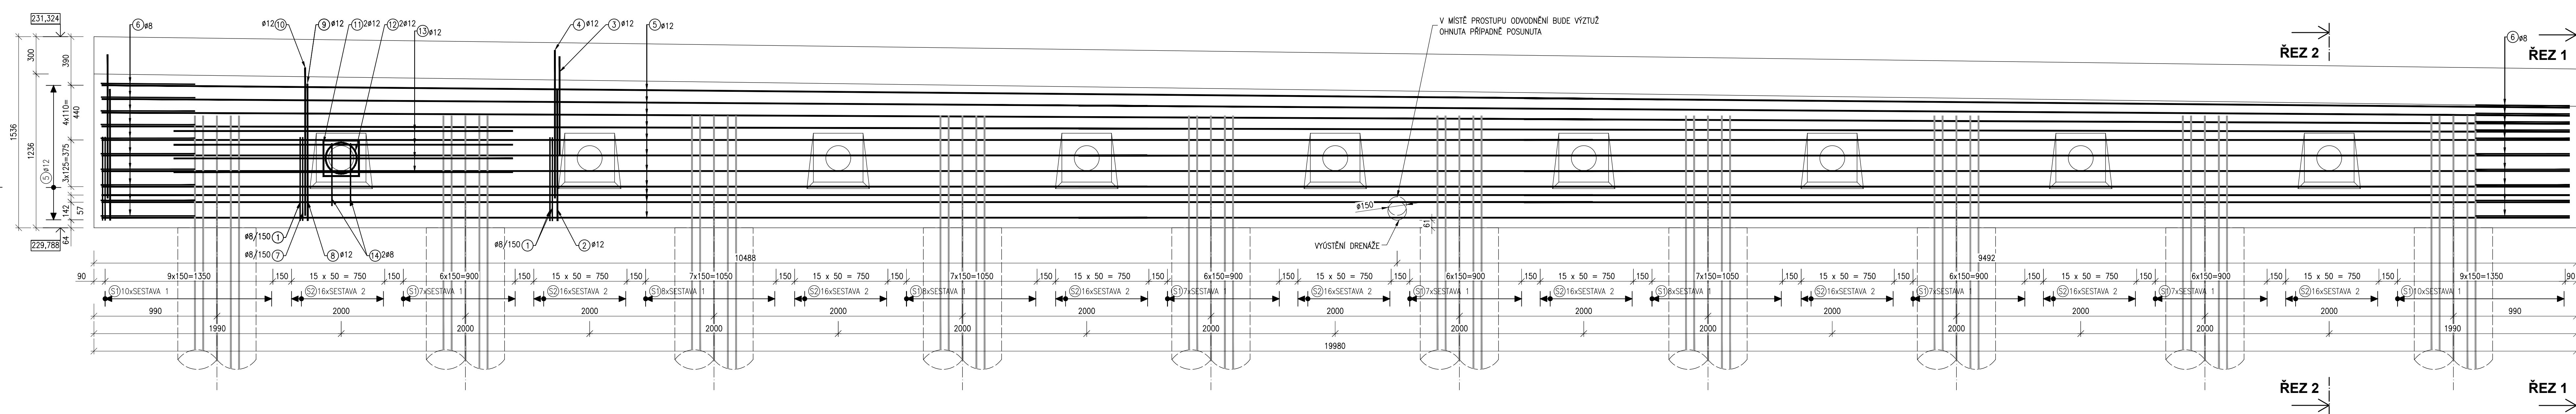 231,324
⑥ø8
ø12⑩
⑨ø12
⑪2ø12
⑫2ø12
⑬ø12
④ø12
③ø12
⑤ø12
V MÍSTĚ PROSTUPU ODVODNĚNÍ BUDE VÝZTUŽ
OHNUTA PŘÍPADNĚ POSUNUTA
ŘEZ 2
ŘEZ 1
⑥ø8
1536
300
1236
390
4x110=
440
3x125=375
⑤ø12
142
57
64
229,788
ø150
61
ø8/150①
ø8/150⑦
⑧ø12
⑭2ø8
ø8/150①
②ø12
VYÚSTĚNÍ DRENÁŽE
10488
9492
90
9x150=1350
150
15 x 50 = 750
150
6x150=900
150
15 x 50 = 750
150
7x150=1050
150
15 x 50 = 750
150
7x150=1050
150
15 x 50 = 750
150
6x150=900
150
15 x 50 = 750
150
6x150=900
150
15 x 50 = 750
150
7x150=1050
150
15 x 50 = 750
150
6x150=900
150
15 x 50 = 750
150
6x150=900
150
15 x 50 = 750
150
9x150=1350
90
S1 10xSESTAVA 1
S2 16xSESTAVA 2
S1 7xSESTAVA 1
S2 16xSESTAVA 2
S1 8xSESTAVA 1
S2 16xSESTAVA 2
S1 8xSESTAVA 1
S2 16xSESTAVA 2
S1 7xSESTAVA 1
S2 16xSESTAVA 2
S1 7xSESTAVA 1
S2 16xSESTAVA 2
S1 8xSESTAVA 1
S2 16xSESTAVA 2
S1 7xSESTAVA 1
S2 16xSESTAVA 2
S1 7xSESTAVA 1
S2 16xSESTAVA 2
S1 10xSESTAVA 1
990
2000
2000
2000
2000
2000
2000
2000
2000
2000
990
1990
2000
2000
2000
2000
2000
2000
2000
2000
1990
19980
ŘEZ 2
ŘEZ 1